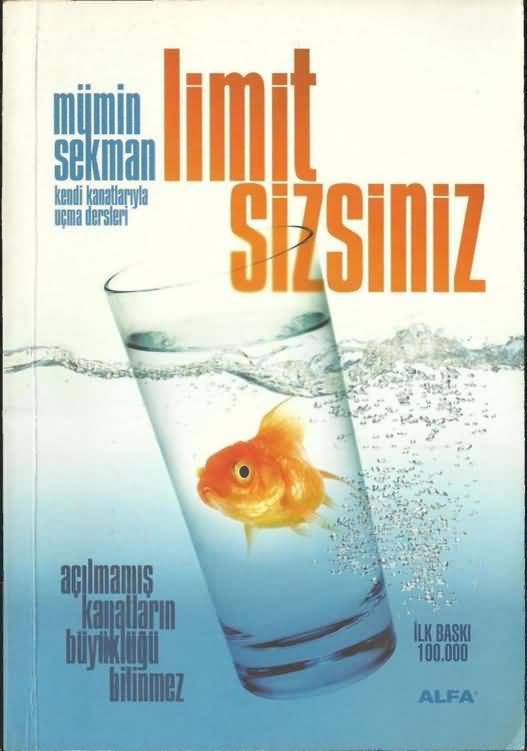 mümin
sekman
kendi kanatlarıyla
uçma dersleri
limit
sizsiniz
açılmamış
kanatların
büyüklüğü
bilinmez
İLK BASKI
100.000
ALFA